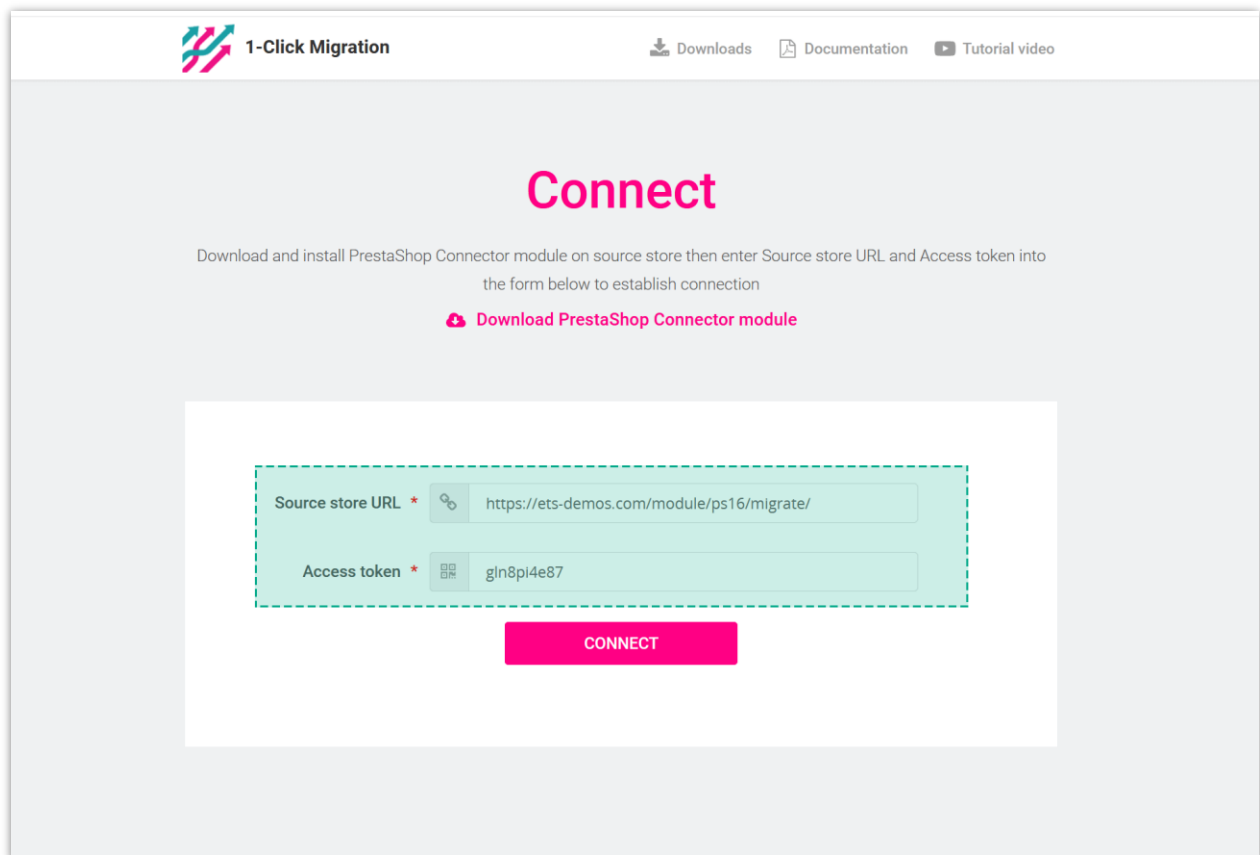 1-Click Migration
Downloads
Documentation
Tutorial video
Connect
Download and install PrestaShop Connector module on source store then enter Source store URL and Access token into
the form below to establish connection
Download PrestaShop Connector module
Source store URL * https://ets-demos.com/module/ps16/migrate/
Access token * gln8pi4e87
CONNECT